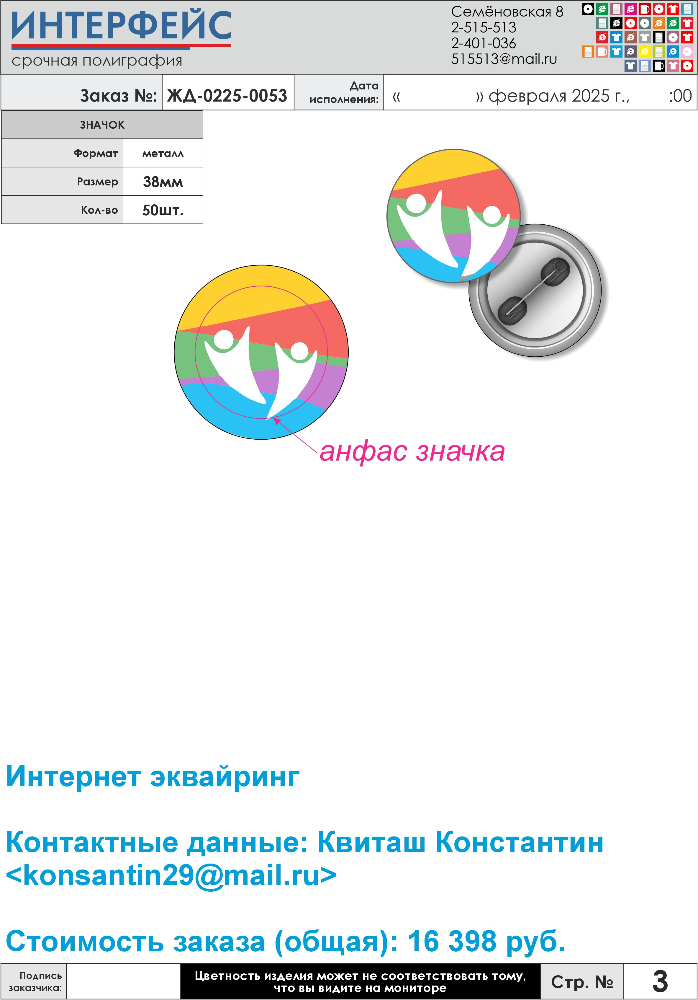 ИНТЕРФЕЙС
срочная полиграфия
Семёновская 8
2-515-513
2-401-036
515513@mail.ru
Заказ №: ЖД-0225-0053
Дата
исполнения:
« » февраля 2025 г., :00
ЗНАЧОК
Формат металл
Размер 38мм
Кол-во 50шт.
анфас значка
Интернет эквайринг
Контактные данные: Квиташ Константин
<konsantin29@mail.ru>
Стоимость заказа (общая): 16 398 руб.
Подпись
заказчика:
Цветность изделия может не соответствовать тому,
что вы видите на мониторе
Стр. № 3